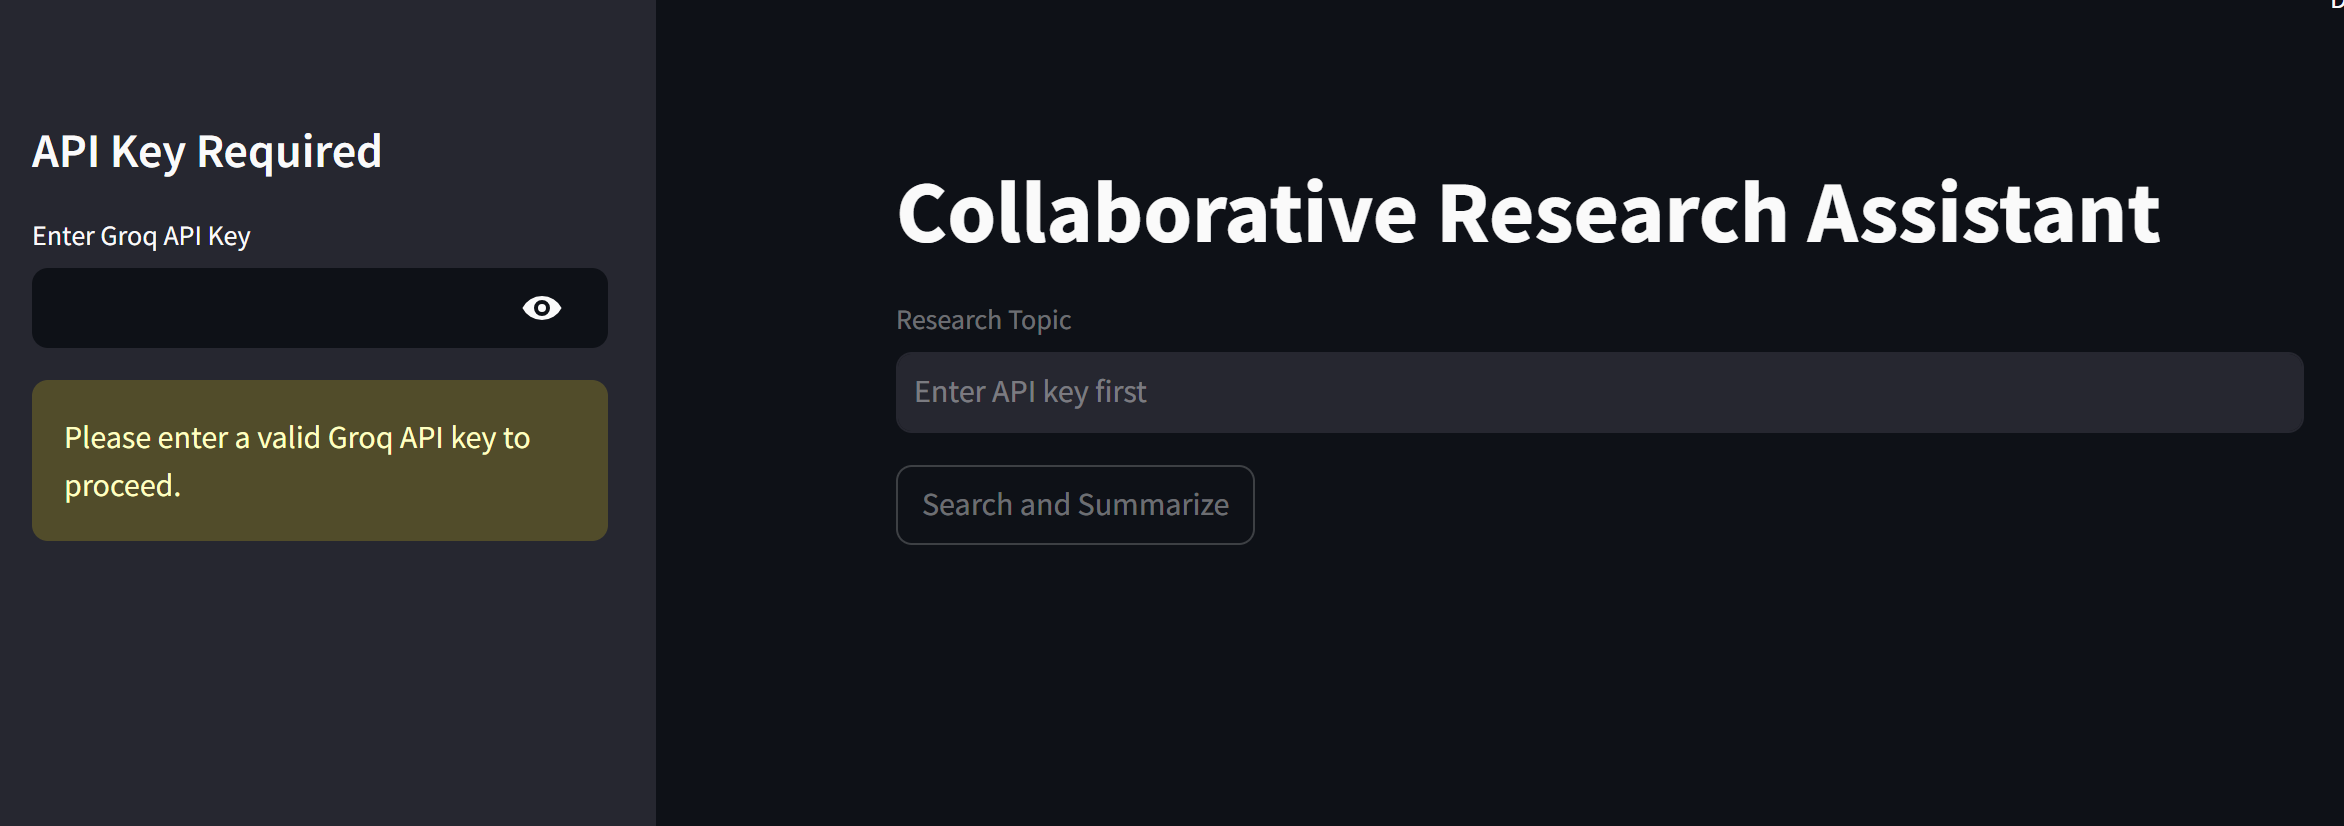 API Key Required
Enter Groq API Key
Please enter a valid Groq API key to
proceed.
Collaborative Research Assistant
Research Topic
Enter API key first
Search and Summarize